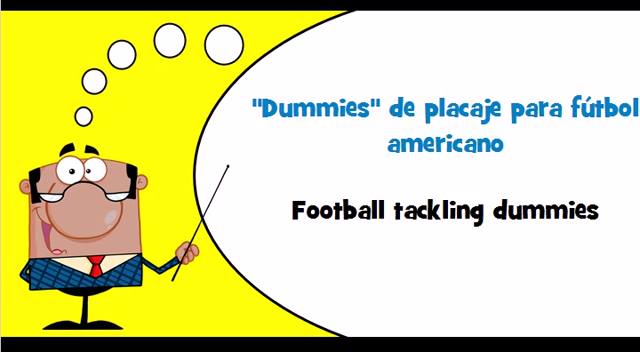 "Dummies" de placaje para fútbol
americano
Football tackling dummies